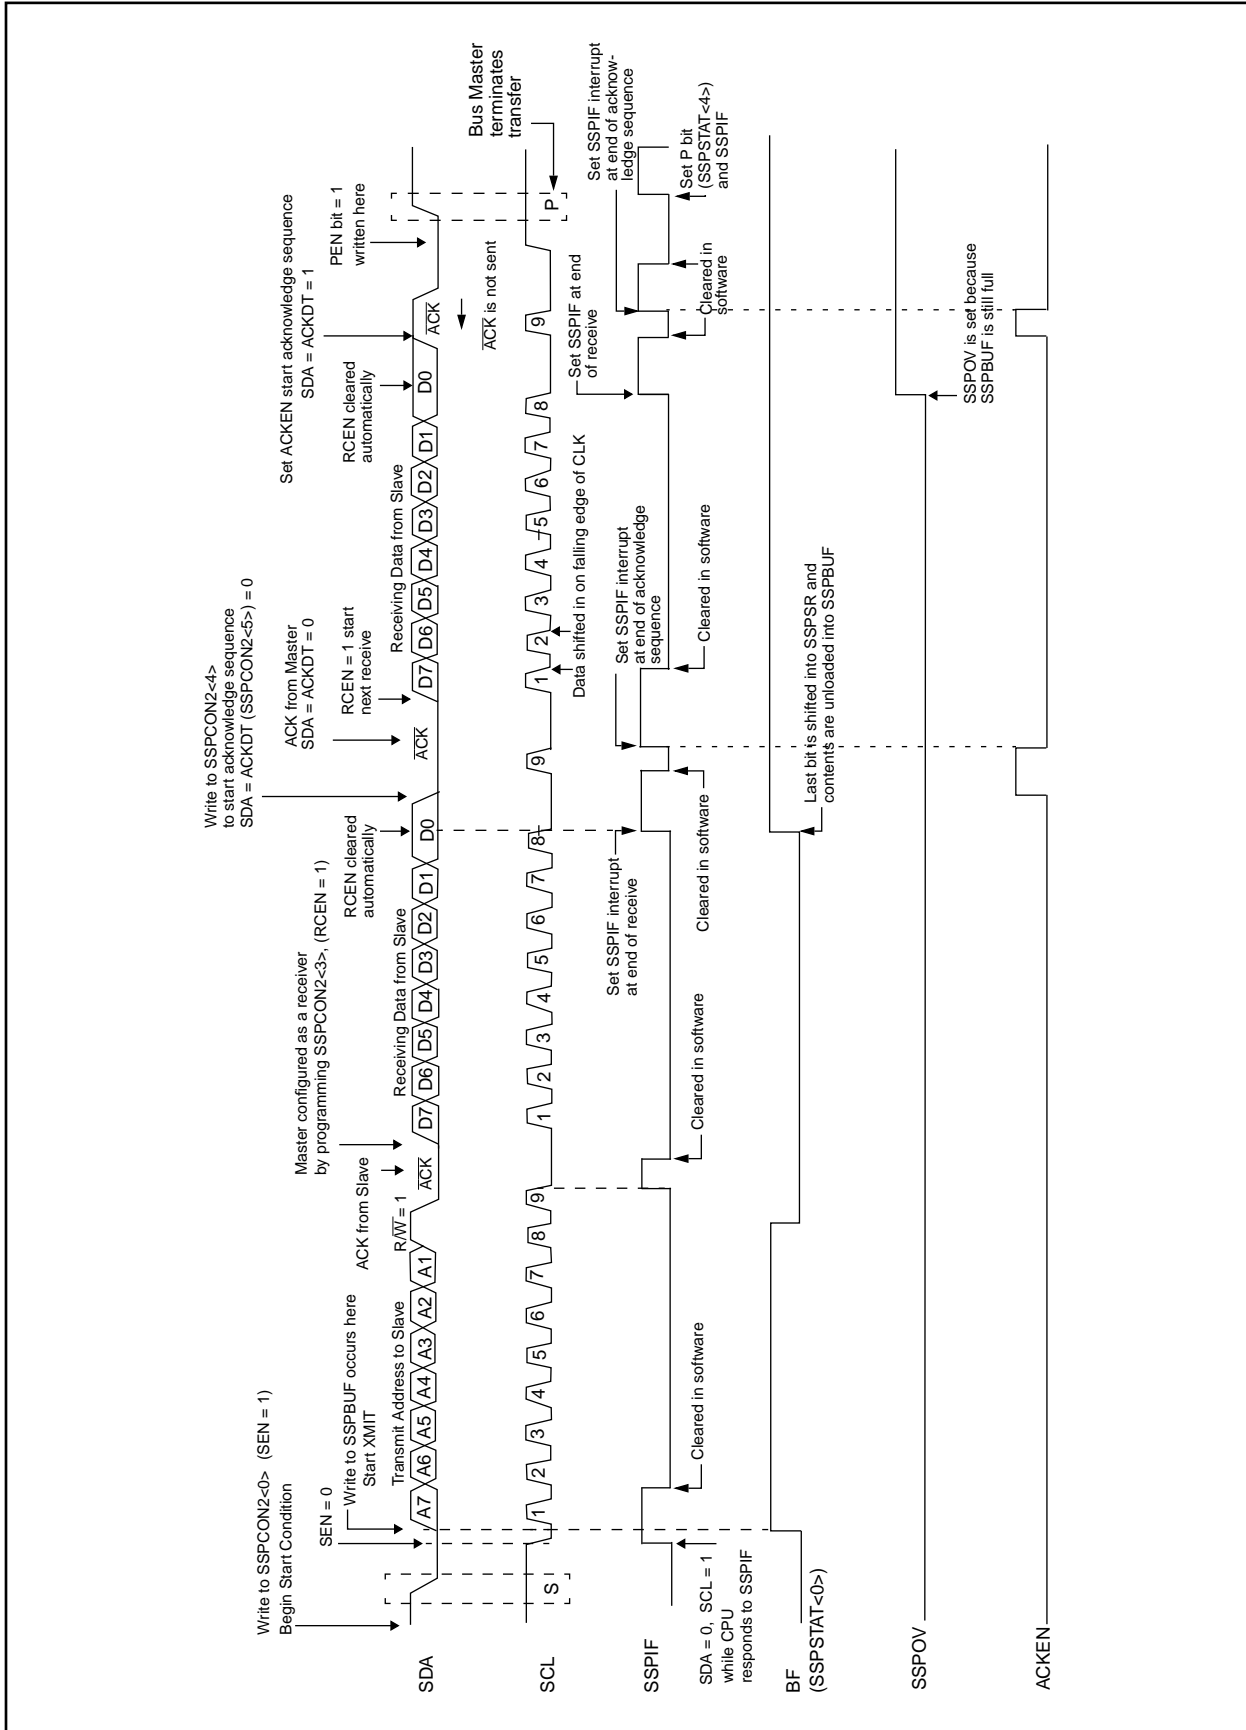 Write to SSPCON2<0> (SEN = 1)
Begin Start Condition
SEN = 0
Write to SSPBUF occurs here
Start XMIT
Transmit Address to Slave
R/W = 1
ACK from Slave
Master configured as a receiver
by programming SSPCON2<3>, (RCEN = 1)
Receiving Data from Slave
RCEN cleared
automatically
Write to SSPCON2<4>
to start acknowledge sequence
SDA = ACKDT (SSPCON2<5>) = 0
ACK from Master
SDA = ACKDT = 0
RCEN = 1 start
next receive
Receiving Data from Slave
RCEN cleared
automatically
Set ACKEN start acknowledge sequence
SDA = ACKDT = 1
PEN bit = 1
written here
SDA
A7 A6 A5 A4 A3 A2 A1 ACK D7 D6 D5 D4 D3 D2 D1 D0 ACK D7 D6 D5 D4 D3 D2 D1 D0 ACK
ACK is not sent
Bus Master
terminates
transfer
SCL
S 1 2 3 4 5 6 7 8 9 1 2 3 4 5 6 7 8 9 1 2 3 4 5 6 7 8 9 P
Data shifted in on falling edge of CLK
Set SSPIF interrupt
at end of receive
Set SSPIF interrupt
at end of acknowledge
sequence
Set SSPIF at end
of receive
Set SSPIF interrupt
at end of acknow-
ledge sequence
SSPIF
SDA = 0, SCL = 1
while CPU
responds to SSPIF
Cleared in software
Cleared in software
Cleared in software
Cleared in software
Cleared in
software
Set P bit
(SSPSTAT<4>)
and SSPIF
BF
(SSPSTAT<0>)
Last bit is shifted into SSPSR and
contents are unloaded into SSPBUF
SSPOV
SSPOV is set because
SSPBUF is still full
ACKEN